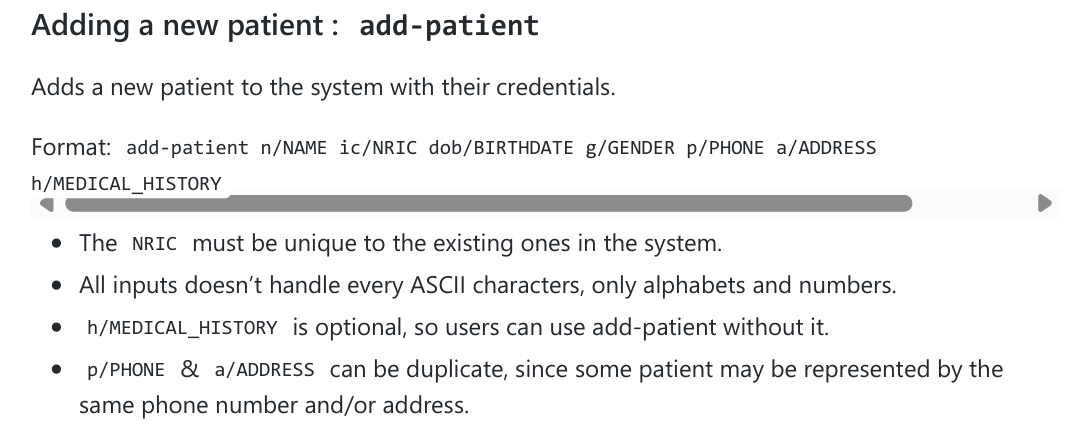 Adding a new patient : add-patient
Adds a new patient to the system with their credentials.
Format: add-patient n/NAME ic/NRIC dob/BIRTHDATE g/GENDER p/PHONE a/ADDRESS
h/MEDICAL_HISTORY
• The NRIC must be unique to the existing ones in the system.
• All inputs doesn’t handle every ASCII characters, only alphabets and numbers.
• h/MEDICAL_HISTORY is optional, so users can use add-patient without it.
• p/PHONE & a/ADDRESS can be duplicate, since some patient may be represented by the
same phone number and/or address.